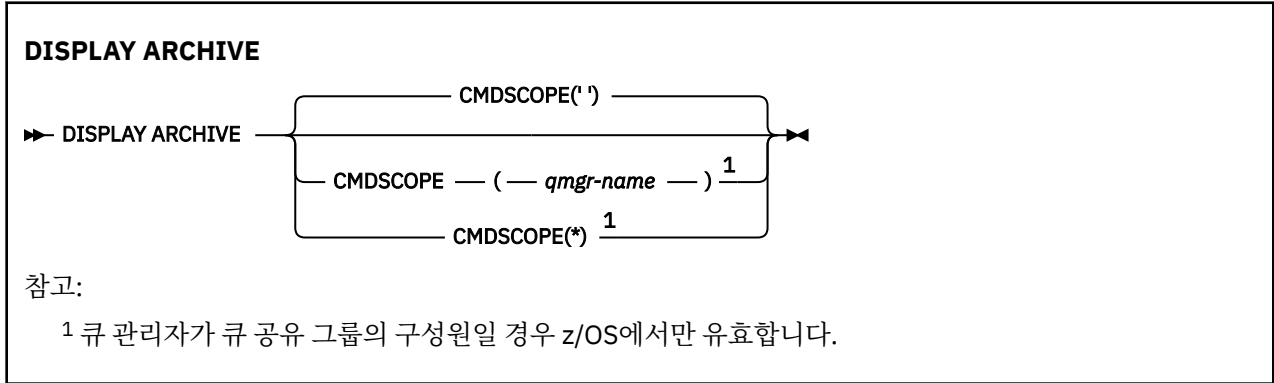 DISPLAY ARCHIVE
CMDSCOPE(' ')
DISPLAY ARCHIVE
CMDSCOPE ( qmgr-name ) 1
CMDSCOPE(*) 1
참고:
1 큐 관리자가 큐 공유 그룹의 구성원일 경우 z/OS에서만 유효합니다.